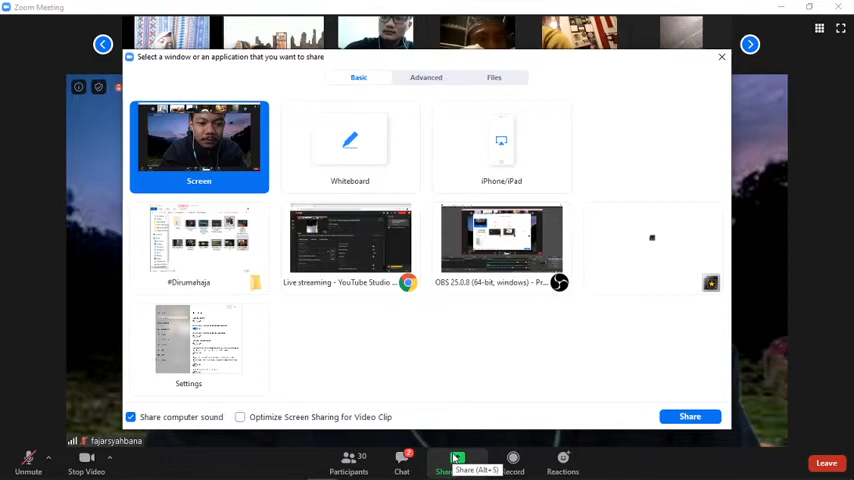 Zoom Meeting
Select a window or an application that you want to share
Basic Advanced Files
Screen Whiteboard iPhone/iPad
#Dirumahaja Live streaming - YouTube Studio ... OBS 25.0.8 (64-bit, windows) - Pr...
Settings
Share computer sound Optimize Screen Sharing for Video Clip Share
fajarsyahbana
30 2
Unmute Stop Video Participants Chat Shar Share (Alt+S) ecord Reactions Leave